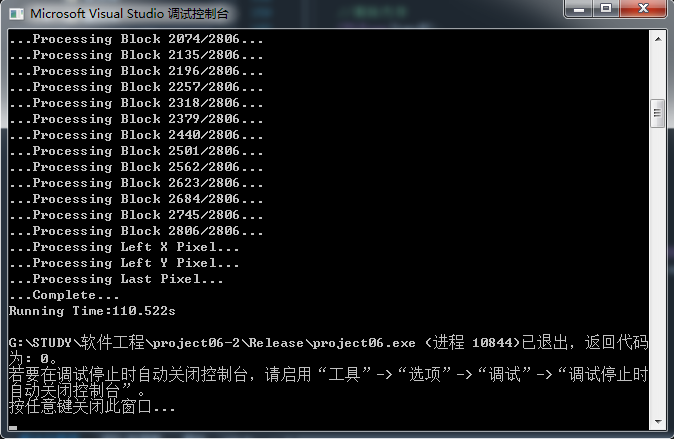 Microsoft Visual Studio 调试控制台
...Processing Block 2074/2806...
...Processing Block 2135/2806...
...Processing Block 2196/2806...
...Processing Block 2257/2806...
...Processing Block 2318/2806...
...Processing Block 2379/2806...
...Processing Block 2440/2806...
...Processing Block 2501/2806...
...Processing Block 2562/2806...
...Processing Block 2623/2806...
...Processing Block 2684/2806...
...Processing Block 2745/2806...
...Processing Block 2806/2806...
...Processing Left X Pixel...
...Processing Left Y Pixel...
...Processing Last Pixel...
...Complete...
Running Time:110.522s
G:\STUDY\软件工程\project06-2\Release\project06.exe (进程 10844)已退出，返回代码
为: 0。
若要在调试停止时自动关闭控制台，请启用“工具”->“选项”->“调试”->“调试停止时
自动关闭控制台”。
按任意键关闭此窗口...